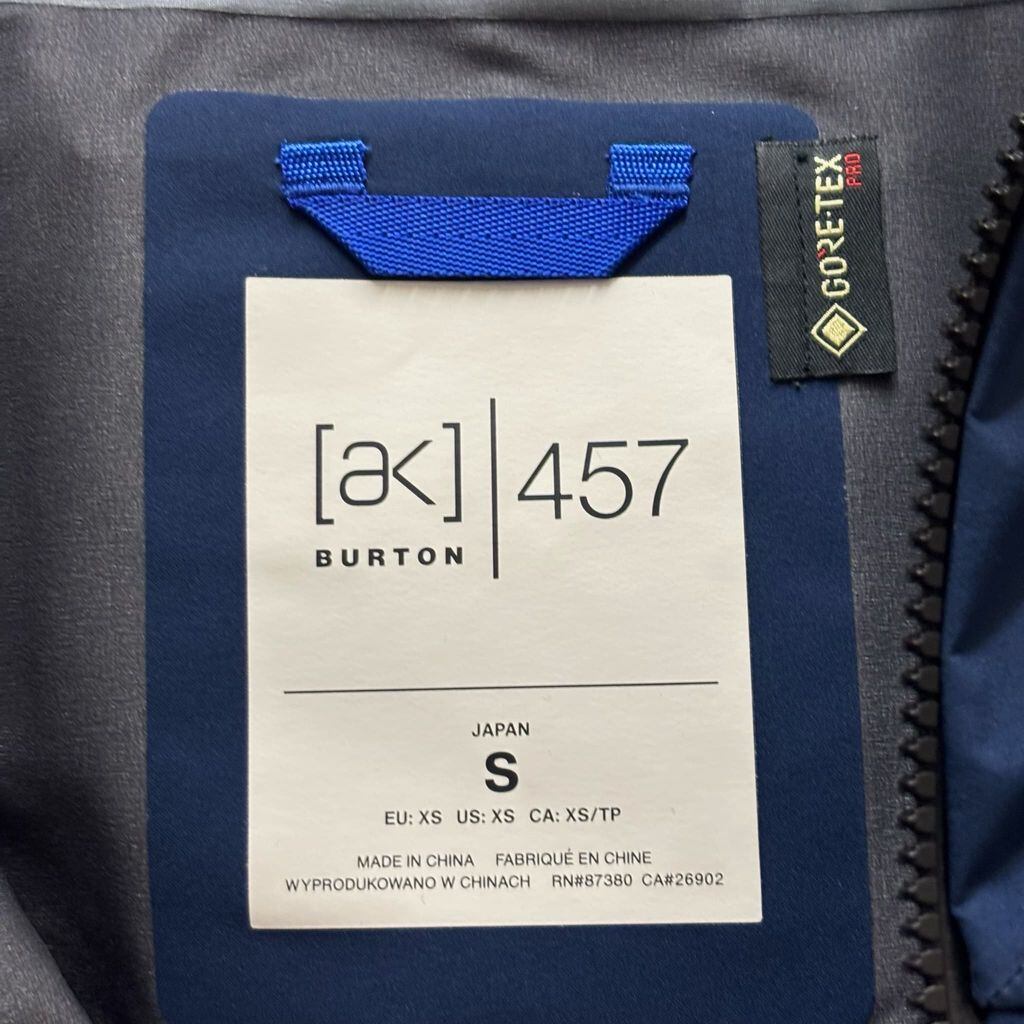 GORE-TEX
PRO
[ak]
BURTON
457
JAPAN
S
EU: XS US: XS CA: XS/TP
MADE IN CHINA FABRIQUÉ EN CHINE
WYPRODUKOWANO W CHINACH RN#87380 CA#26902